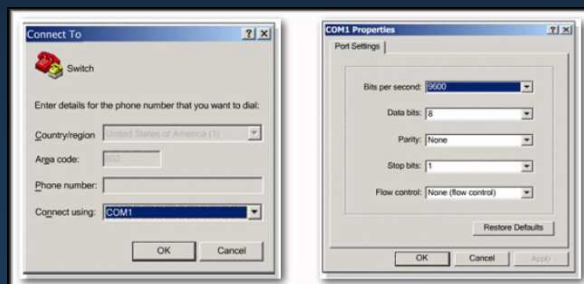 Connect To
Switch
Enter details for the phone number that you want to dial:
Country/region United States of America (1)
Area code:
Phone number:
Connect using: COM1
OK Cancel
COM1 Properties
Port Settings
Bits per second: 9600
Data bits: 8
Parity: None
Stop bits: 1
Flow control: None (flow control)
Restore Defaults
OK Cancel Apply